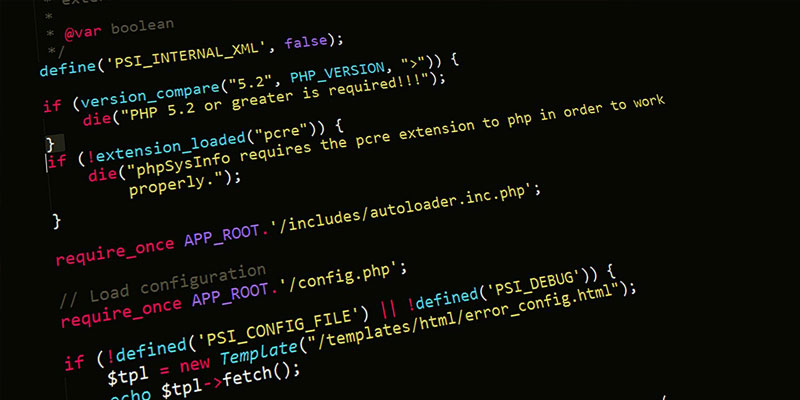 *
* @var boolean
*/
define('PSI_INTERNAL_XML', false);
if (version_compare("5.2", PHP_VERSION, ">")) {
die("PHP 5.2 or greater is required!!!");
}
if (!extension_loaded("pcre")) {
die("phpSysInfo requires the pcre extension to php in order to work
properly.");
}
require_once APP_ROOT.'/includes/autoloader.inc.php';
// Load configuration
require_once APP_ROOT.'/config.php';
if (!defined('PSI_CONFIG_FILE') || !defined('PSI_DEBUG')) {
$tpl = new Template("/templates/html/error_config.html");
echo $tpl->fetch();